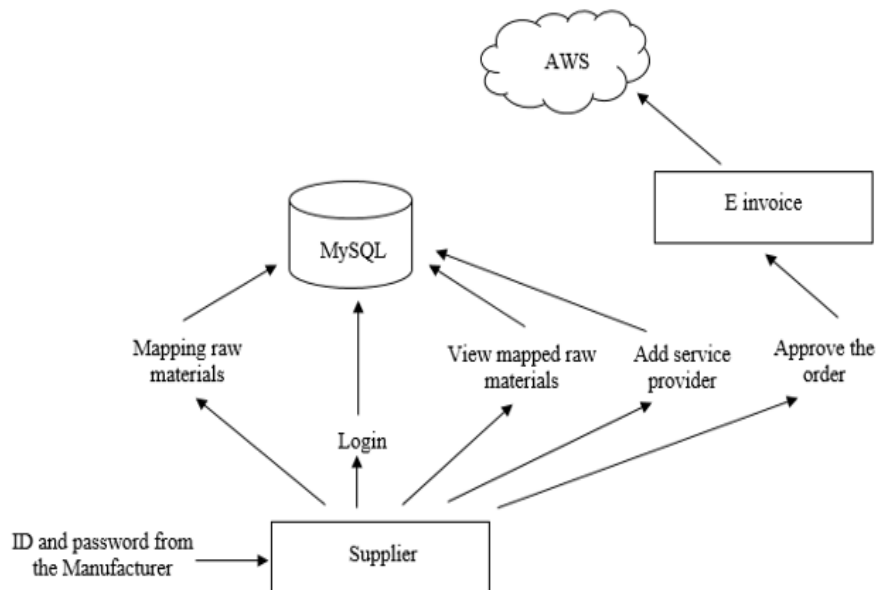 AWS
E invoice
MySQL
Mapping raw
materials
View mapped raw
materials
Add service
provider
Approve the
order
Login
ID and password from
the Manufacturer
Supplier